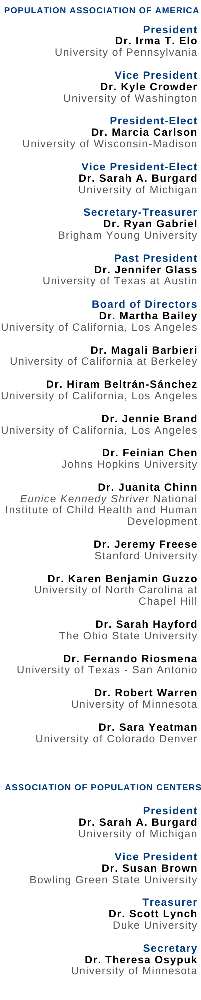 POPULATION ASSOCIATION OF AMERICA
President
Dr. Irma T. Elo
University of Pennsylvania
Vice President
Dr. Kyle Crowder
University of Washington
President-Elect
Dr. Marcia Carlson
University of Wisconsin-Madison
Vice President-Elect
Dr. Sarah A. Burgard
University of Michigan
Secretary-Treasurer
Dr. Ryan Gabriel
Brigham Young University
Past President
Dr. Jennifer Glass
University of Texas at Austin
Board of Directors
Dr. Martha Bailey
University of California, Los Angeles
Dr. Magali Barbieri
University of California at Berkeley
Dr. Hiram Beltrán-Sánchez
University of California, Los Angeles
Dr. Jennie Brand
University of California, Los Angeles
Dr. Feinian Chen
Johns Hopkins University
Dr. Juanita Chinn
Eunice Kennedy Shriver National
Institute of Child Health and Human
Development
Dr. Jeremy Freese
Stanford University
Dr. Karen Benjamin Guzzo
University of North Carolina at
Chapel Hill
Dr. Sarah Hayford
The Ohio State University
Dr. Fernando Riosmena
University of Texas - San Antonio
Dr. Robert Warren
University of Minnesota
Dr. Sara Yeatman
University of Colorado Denver
ASSOCIATION OF POPULATION CENTERS
President
Dr. Sarah A. Burgard
University of Michigan
Vice President
Dr. Susan Brown
Bowling Green State University
Treasurer
Dr. Scott Lynch
Duke University
Secretary
Dr. Theresa Osypuk
University of Minnesota